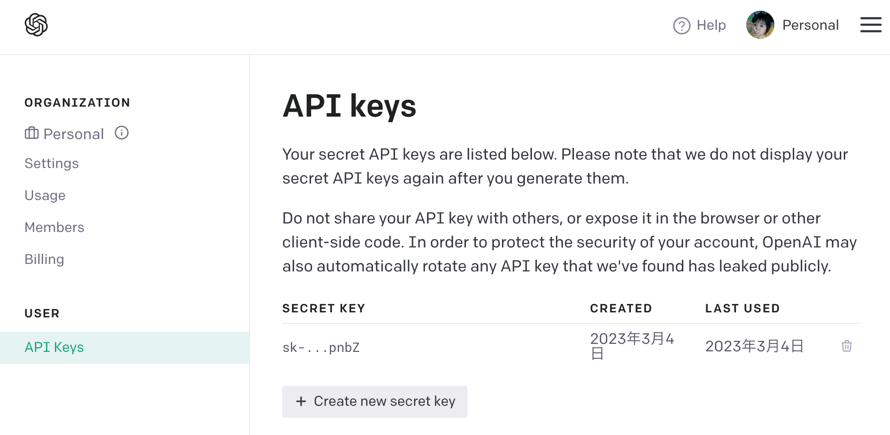 Help
Personal
ORGANIZATION
Personal
Settings
Usage
Members
Billing
USER
API Keys
API keys
Your secret API keys are listed below. Please note that we do not display your
secret API keys again after you generate them.
Do not share your API key with others, or expose it in the browser or other
client-side code. In order to protect the security of your account, OpenAI may
also automatically rotate any API key that we've found has leaked publicly.
SECRET KEY CREATED LAST USED
sk-...pnbZ 2023年3月4 2023年3月4日
日
+ Create new secret key